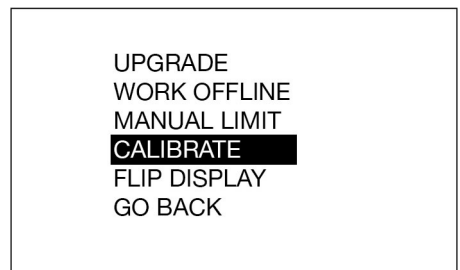 UPGRADE
WORK OFFLINE
MANUAL LIMIT
CALIBRATE
FLIP DISPLAY
GO BACK